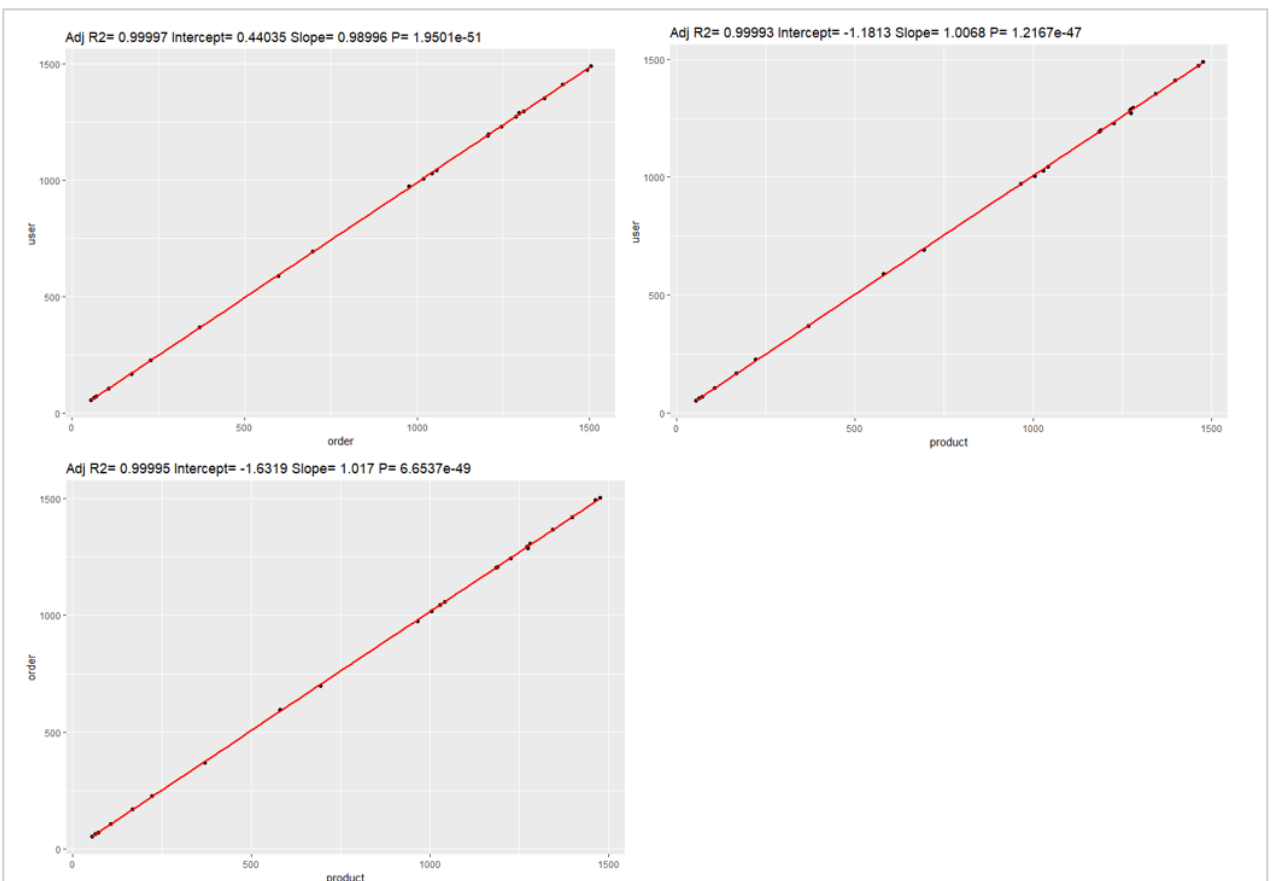 Adj R2= 0.99997 Intercept= 0.44035 Slope= 0.98996 P= 1.9501e-51
1500
1000
user
500
0
0 500 1000 1500
order
Adj R2= 0.99993 Intercept= -1.1813 Slope= 1.0068 P= 1.2167e-47
1500
1000
user
500
0
0 500 1000 1500
product
Adj R2= 0.99995 Intercept= -1.6319 Slope= 1.017 P= 6.6537e-49
1500
1000
order
500
0
0 500 1000 1500
product